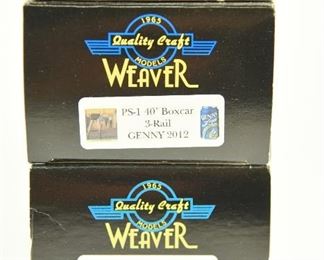 1965
Quality Craft
MODELS
WEAVER
PS-1 40' Boxcar
3-Rail
GENNY 2012
GENNY
1965
Quality Craft
MODELS
WEAVER